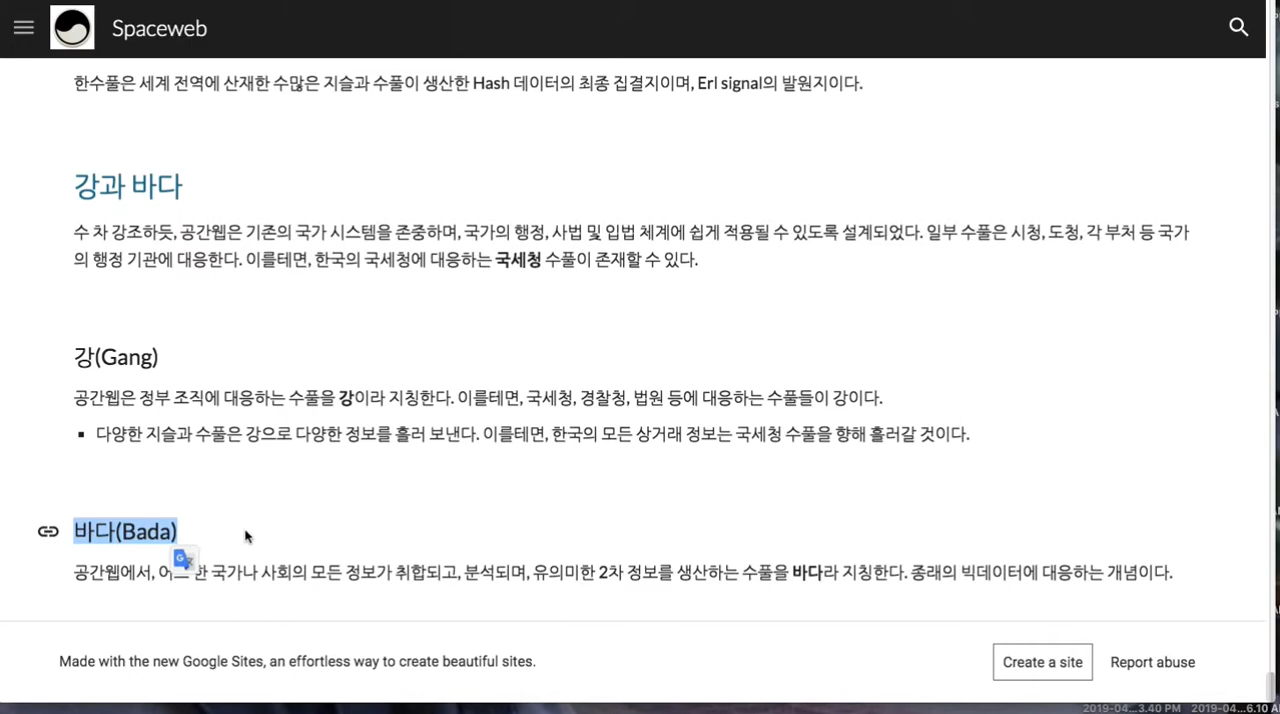 Spaceweb
한수풀은 세계 전역에 산재한 수많은 지슬과 수풀이 생산한 Hash 데이터의 최종 집결지이며, Erl signal의 발원지이다.
강과 바다
수 차 강조하듯, 공간웹은 기존의 국가 시스템을 존중하며, 국가의 행정, 사법 및 입법 체계에 쉽게 적용될 수 있도록 설계되었다. 일부 수풀은 시청, 도청, 각 부처 등 국가
의 행정 기관에 대응한다. 이를테면, 한국의 국세청에 대응하는 국세청 수풀이 존재할 수 있다.
강(Gang)
공간웹은 정부 조직에 대응하는 수풀을 강이라 지칭한다. 이를테면, 국세청, 경찰청, 법원 등에 대응하는 수풀들이 강이다.
▪ 다양한 지슬과 수풀은 강으로 다양한 정보를 흘러 보낸다. 이를테면, 한국의 모든 상거래 정보는 국세청 수풀을 향해 흘러갈 것이다.
바다(Bada)
공간웹에서, 한 국가나 사회의 모든 정보가 취합되고, 분석되며, 유의미한 2차 정보를 생산하는 수풀을 바다라 지칭한다. 종래의 빅데이터에 대응하는 개념이다.
Made with the new Google Sites, an effortless way to create beautiful sites.
Create a site
Report abuse
2019-04...3.40 PM 2019-04...6.10 A